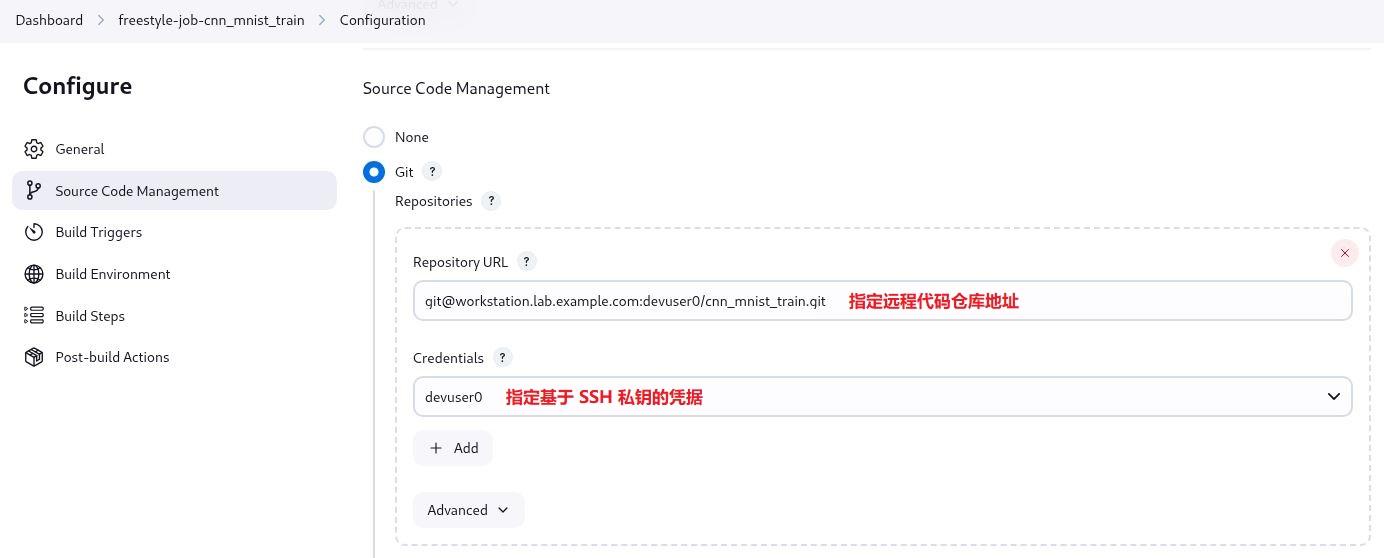 Advanced
Dashboard > freestyle-job-cnn_mnist_train > Configuration
Configure
General
Source Code Management
Build Triggers
Build Environment
Build Steps
Post-build Actions
Source Code Management
None
Git ?
Repositories ?
Repository URL ?
git@workstation.lab.example.com:devuser0/cnn_mnist_train.git 指定远程代码仓库地址
Credentials ?
devuser0 指定基于 SSH 私钥的凭据
+ Add
Advanced